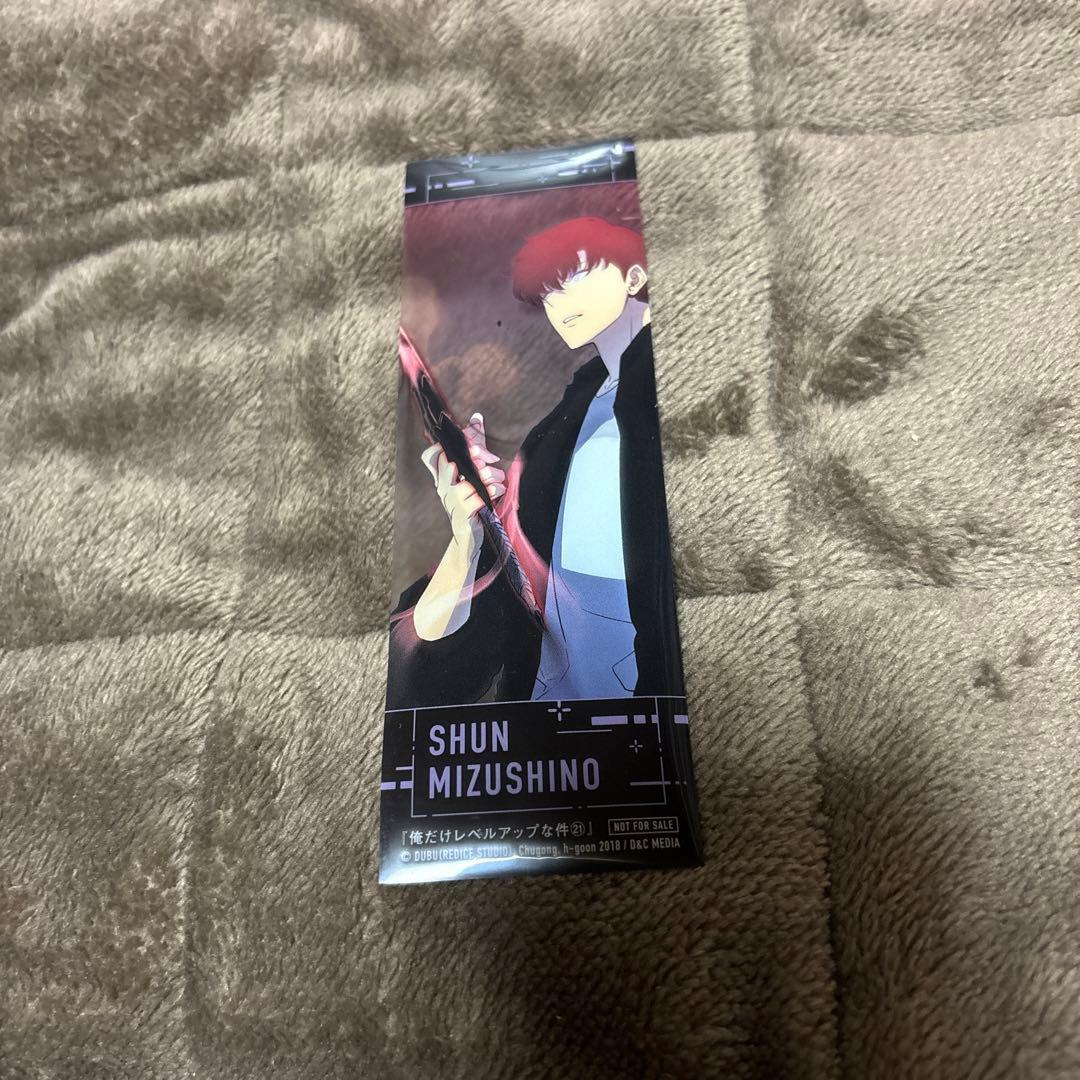 SHUN
MIZUSHINO
『俺だけレベルアップな件㉑』 NOT FOR SALE
© DUBU(REDICE STUDIO), Chugong, h-goon 2018 / D&C MEDIA